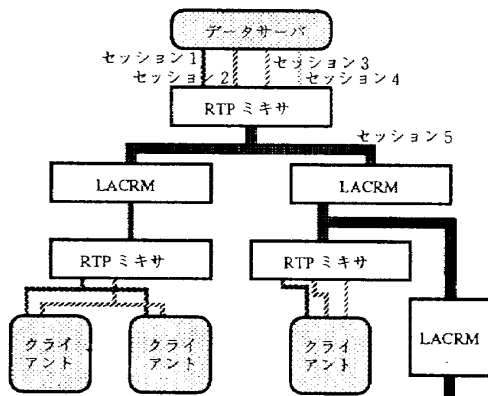 データサーバ
セッション1
セッション3
セッション2
セッション4
RTP ミキサ
セッション5
LACRM
LACRM
RTP ミキサ
RTP ミキサ
クライ
アント
クライ
アント
クライ
アント
LACRM